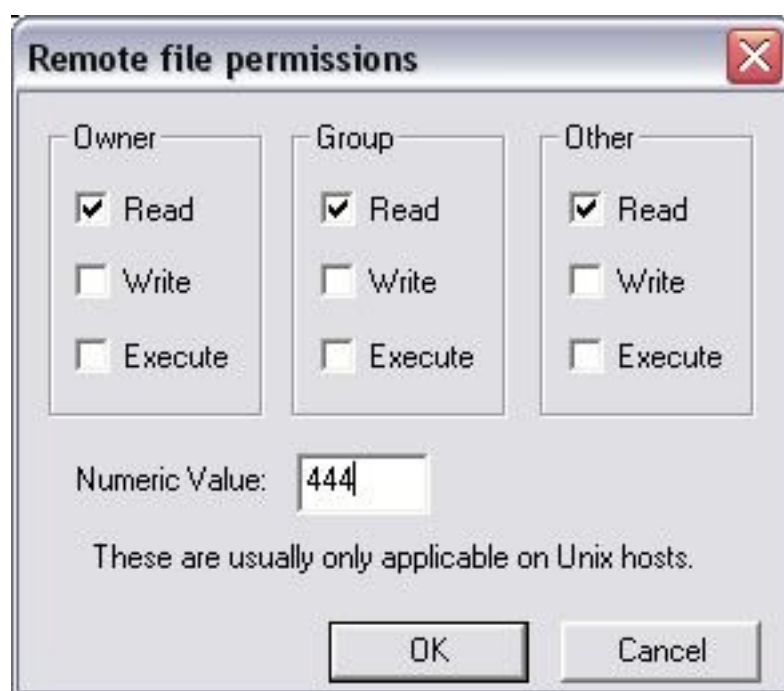 Remote file permissions
Owner Group Other
Read Read Read
Write Write Write
Execute Execute Execute
Numeric Value: 444
These are usually only applicable on Unix hosts.
OK Cancel